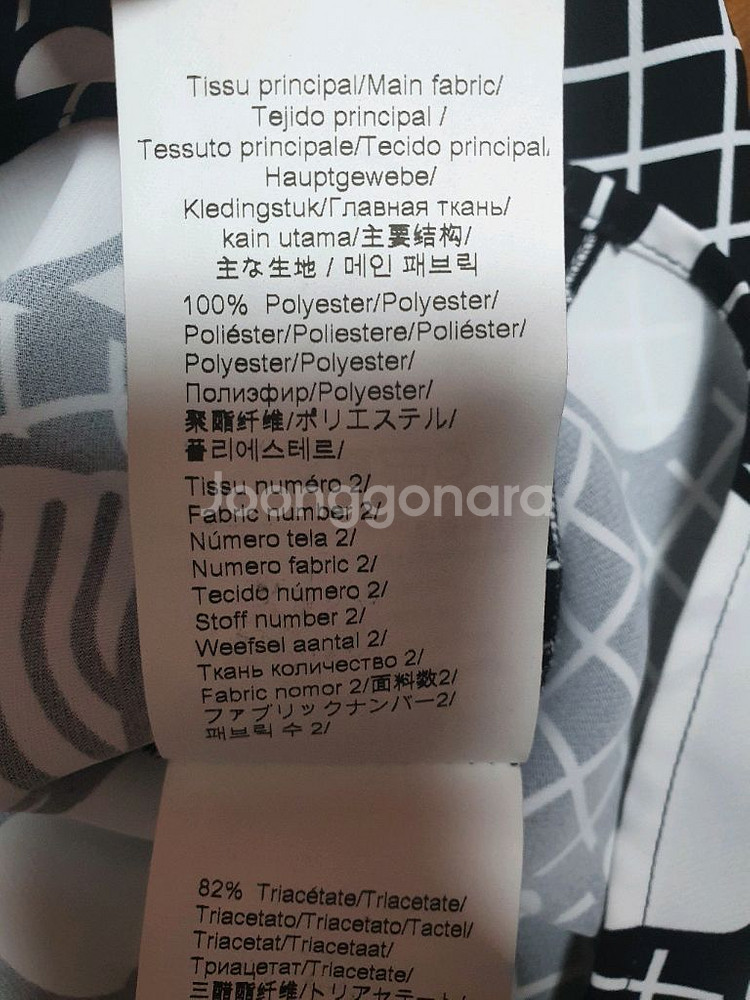 Tissu principal/Main fabric/
Tejido principal /
Tessuto principale/Tecido principal/
Hauptgewebe/
Kledingstuk/Главная ткань/
kain utama/主要结构/
主な生地 / 메인 패브릭
100% Polyester/Polyester/
Poliéster/Poliestere/Poliéster/
Polyester/Polyester/
Полиэфир/Polyester/
聚酯纤维/ポリエステル/
폴리에스테르/
Tissu numéro 2/
Joonggonara
Fabric number 2/
Número tela 2/
Numero fabric 2/
Tecido número 2/
Stoff number 2/
Weefsel aantal 2/
Ткань количество 2/
Fabric nomor 2/面料数2/
ファブリックナンバー2/
패브릭 수 2/
82% Triacétate/Triacetate/
Triacetato/Triacetato/Tactel/
Triacetat/Triacetaat/
Триацетат/Triacetate/
三醋酯纤维/トリアセテート/